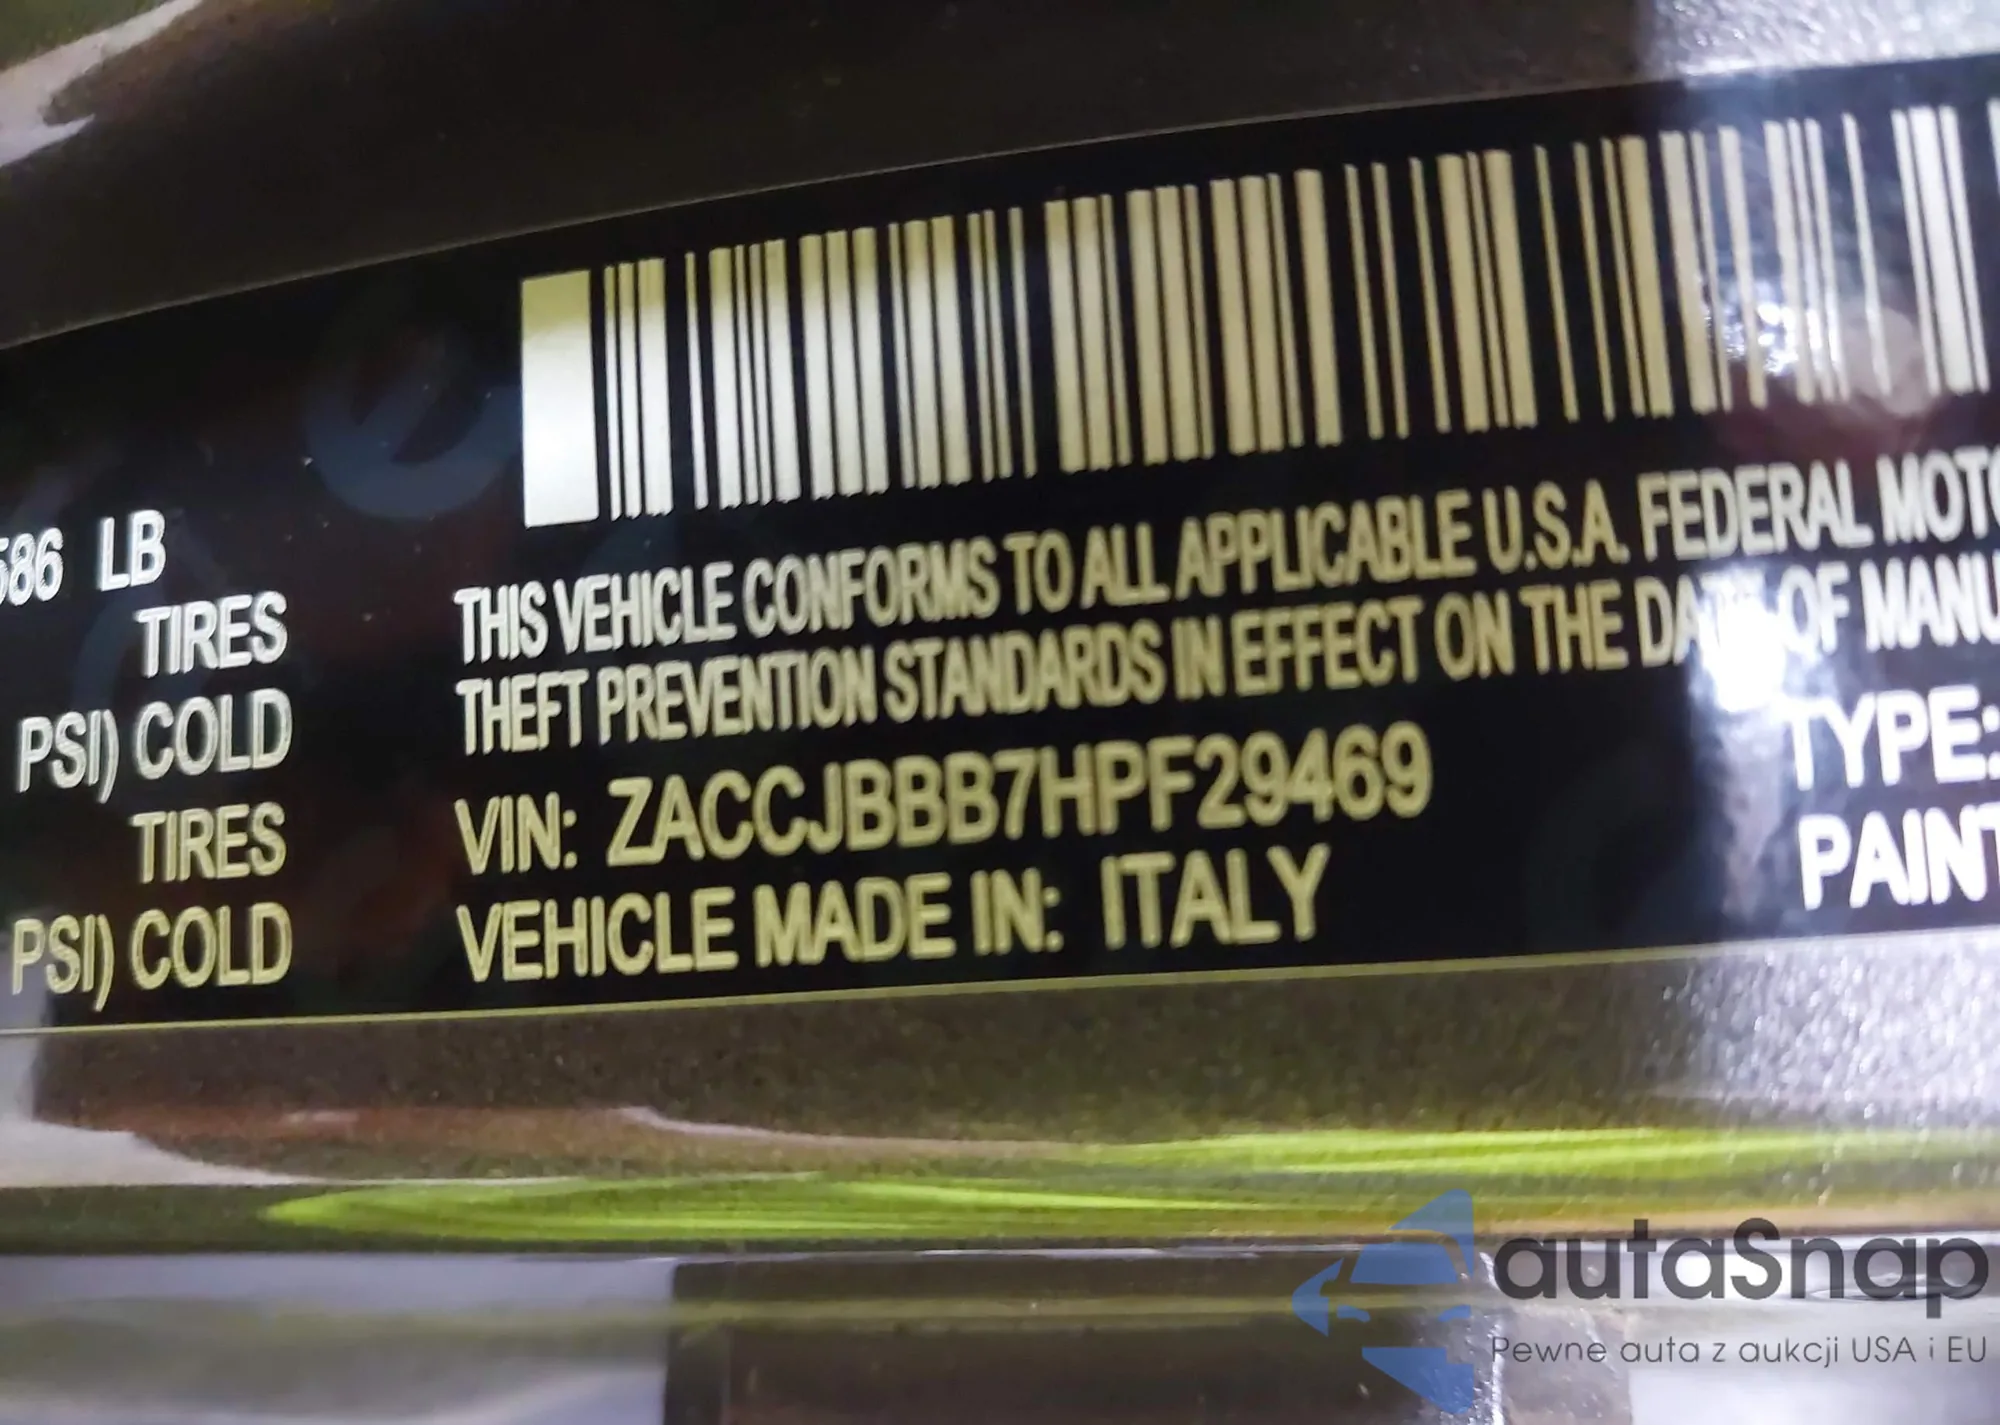 586 LB
TIRES
PSI) COLD
TIRES
PSI) COLD
THIS VEHICLE CONFORMS TO ALL APPLICABLE U.S.A. FEDERAL MOTO
THEFT PREVENTION STANDARDS IN EFFECT ON THE DATE OF MANU
VIN: ZACCJBBB7HPF29469
TYPE:
VEHICLE MADE IN: ITALY
PAINT
autaSnap
Pewne auta z aukcji USA i EU